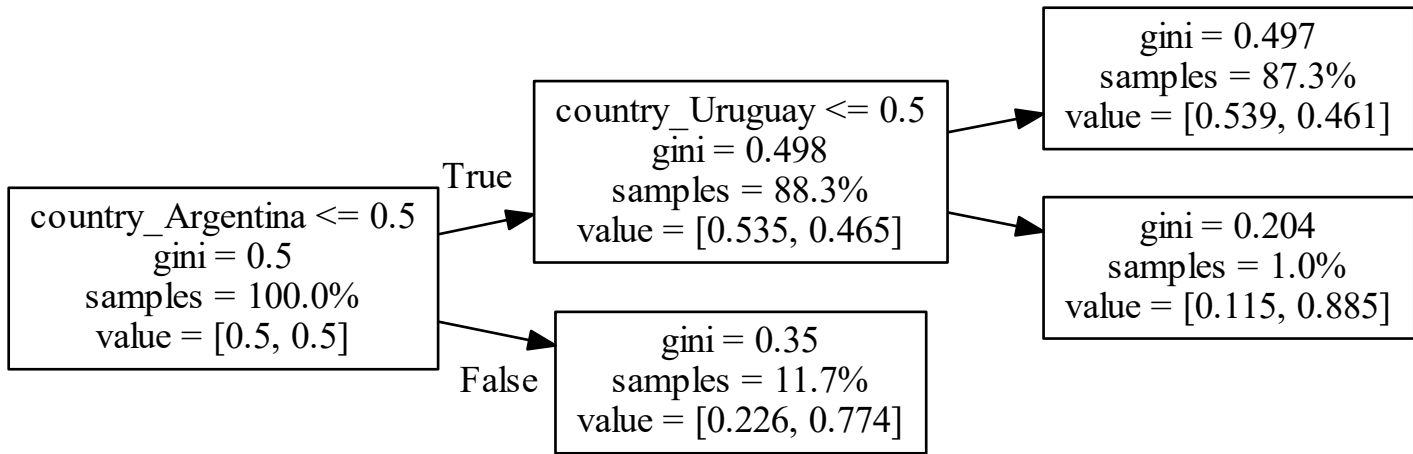 country_Argentina <= 0.5
gini = 0.5
samples = 100.0%
value = [0.5, 0.5]
True
False
country_Uruguay <= 0.5
gini = 0.498
samples = 88.3%
value = [0.535, 0.465]
gini = 0.35
samples = 11.7%
value = [0.226, 0.774]
gini = 0.497
samples = 87.3%
value = [0.539, 0.461]
gini = 0.204
samples = 1.0%
value = [0.115, 0.885]